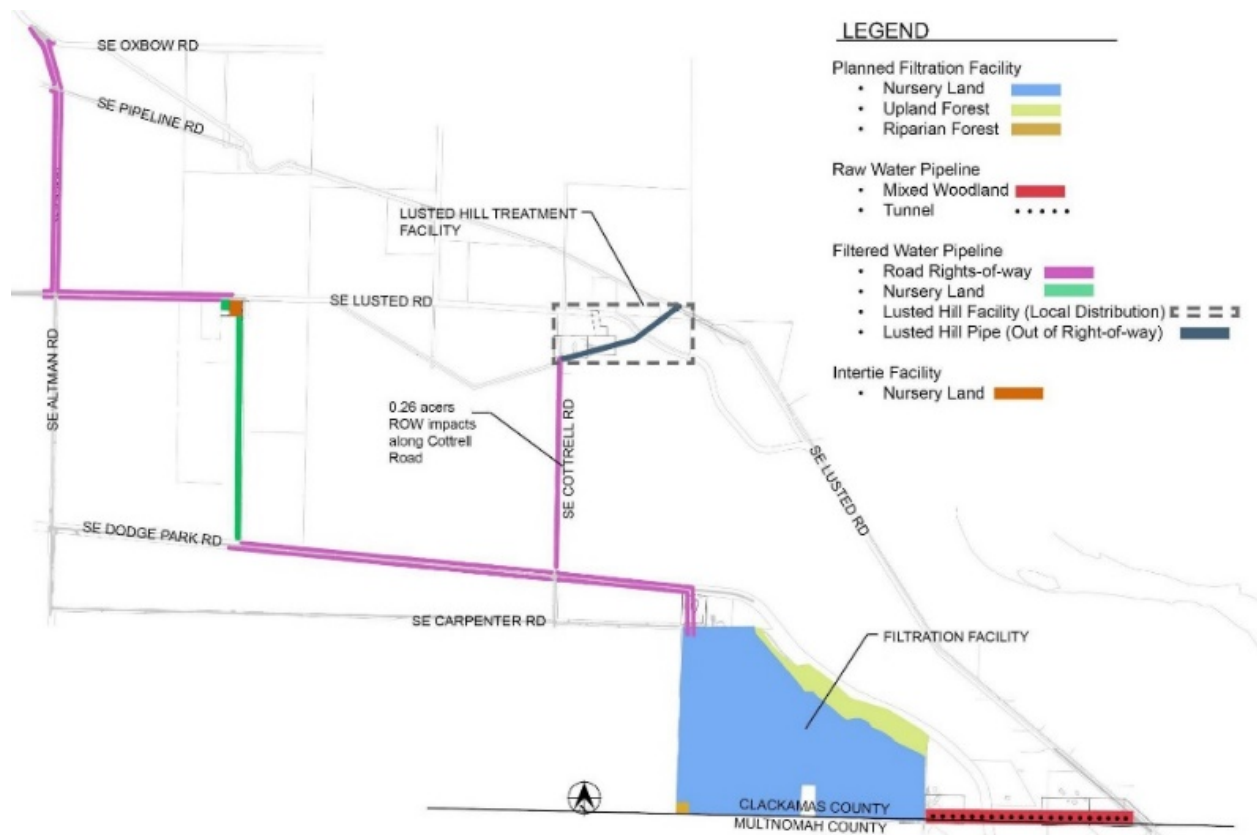 SE OXBOW RD
SE PIPELINE RD
LUSTED HILL TREATMENT
FACILITY
SE LUSTED RD
SE ALTMAN RD
0.26 acers
ROW impacts
along Cottrell
Road
SE COTTRELL RD
SE LUSTED RD
SE DODGE PARK RD
SE CARPENTER RD
FILTRATION FACILITY
CLACKAMAS COUNTY
MULTNOMAH COUNTY
LEGEND
Planned Filtration Facility
• Nursery Land
• Upland Forest
• Riparian Forest
Raw Water Pipeline
• Mixed Woodland
• Tunnel
Filtered Water Pipeline
• Road Rights-of-way
• Nursery Land
• Lusted Hill Facility (Local Distribution)
• Lusted Hill Pipe (Out of Right-of-way)
Intertie Facility
• Nursery Land